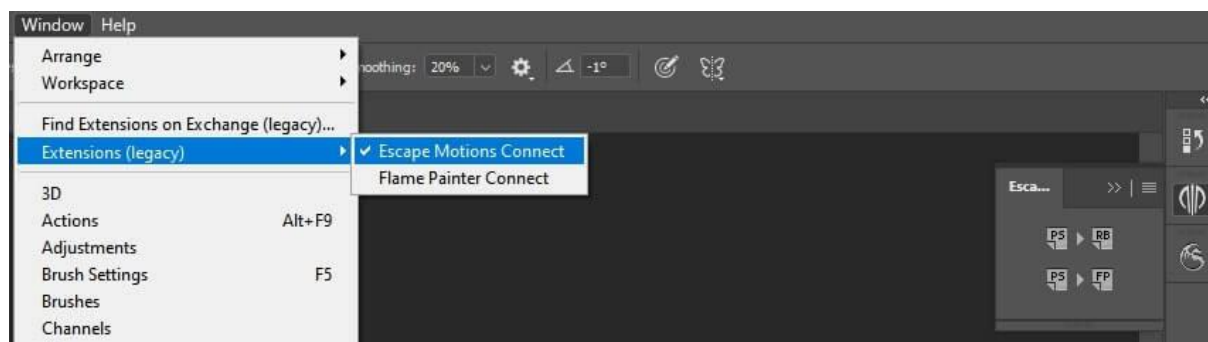 Window Help
Arrange
Workspace
moothing: 20% -1°
Find Extensions on Exchange (legacy)...
Extensions (legacy)
Escape Motions Connect
Flame Painter Connect
3D
Actions Alt+F9
Adjustments
Brush Settings F5
Brushes
Channels
Esca...
PS RB
PS FP